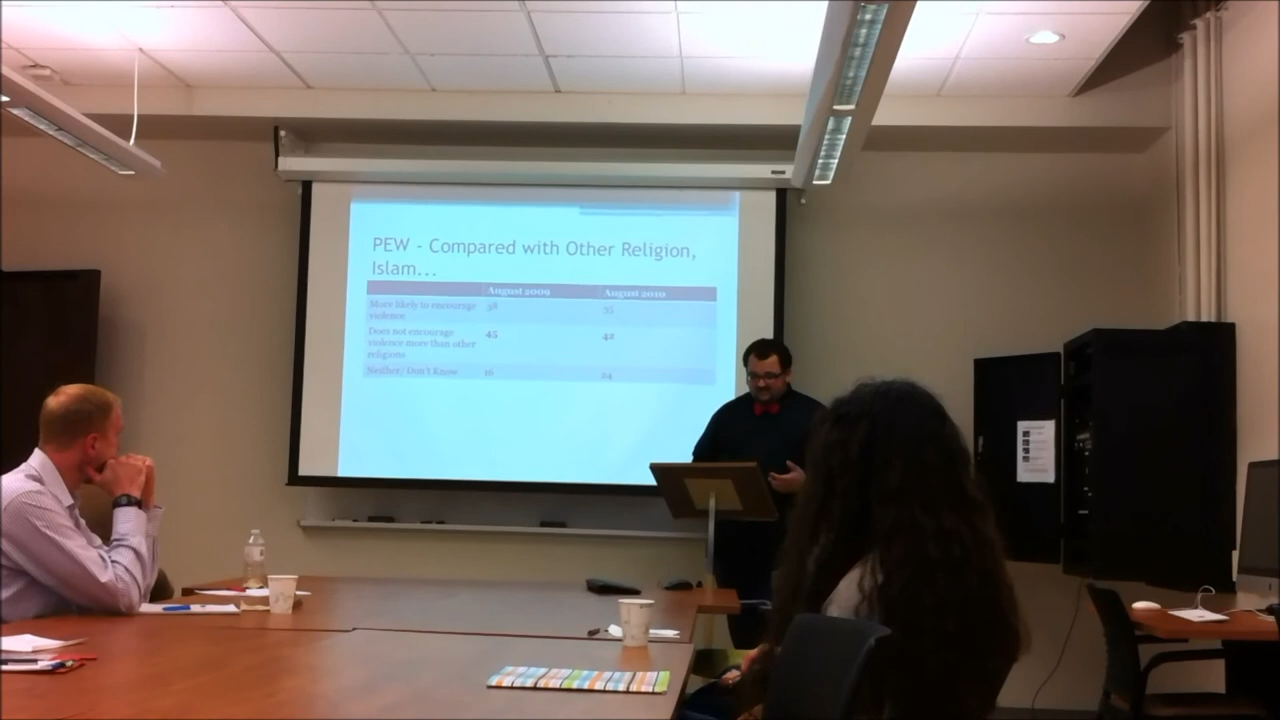 PEW - Compared with Other Religion,
Islam...
August 2009 August 2010
More likely to encourage 38 35
violence
Does not encourage 45 42
violence more than other
religions
Neither/ Don't Know 16 24